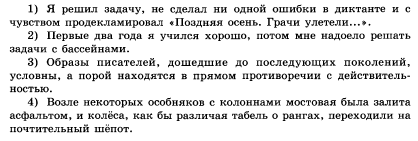 1) Я решил задачу, не сделал ни одной ошибки в диктанте и с
чувством продекламировал «Поздняя осень. Грачи улетели...».
2) Первые два года я учился хорошо, потом мне надоело решать
задачи с бассейнами.
3) Образы писателей, дошедшие до последующих поколений,
условны, а порой находятся в прямом противоречии с действитель-
ностью.
4) Возле некоторых особняков с колоннами мостовая была залита
асфальтом, и колёса, как бы различая табель о рангах, переходили на
почтительный шёпот.